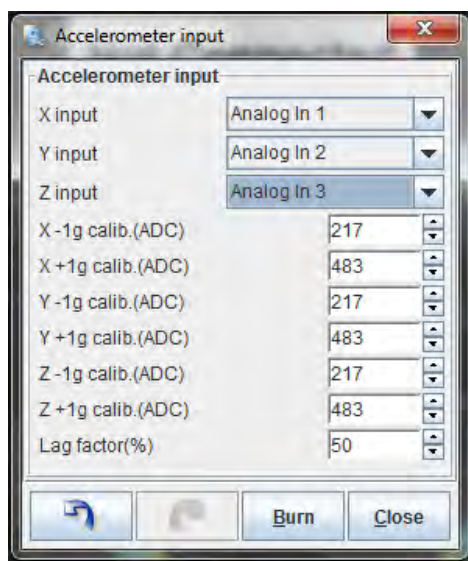 Accelerometer input
Accelerometer input
X input Analog In 1
Y input Analog In 2
Z input Analog In 3
X -1g calib.(ADC) 217
X +1g calib.(ADC) 483
Y -1g calib.(ADC) 217
Y +1g calib.(ADC) 483
Z -1g calib.(ADC) 217
Z +1g calib.(ADC) 483
Lag factor(%) 50
Burn Close